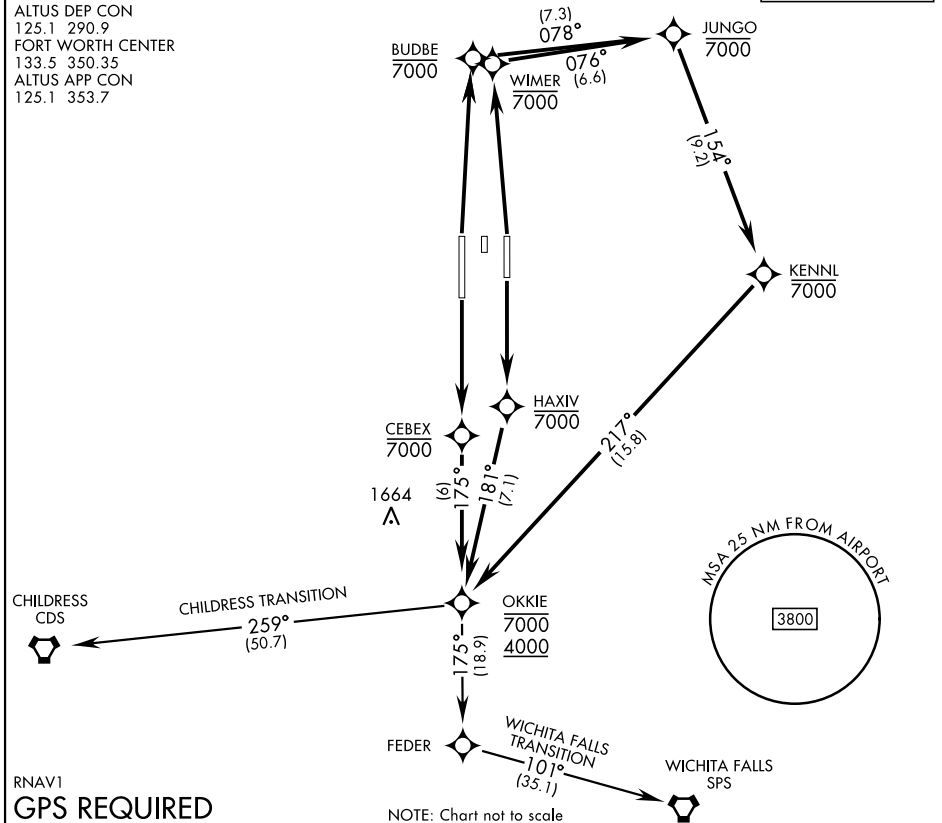 ALTUS DEP CON
125.1 290.9
FORT WORTH CENTER
133.5 350.35
ALTUS APP CON
125.1 353.7
(7.3)
078°
BUDBE
7000
JUNGO
7000
076°
(6.6)
WIMER
7000
154°
(9.2)
KENNL
7000
HAXIV
7000
CEBEX
7000
217°
(15.8)
1664
(6)
175°
181°
(7.1)
MSA 25 NM FROM AIRPORT
3800
CHILDRESS
CDS
CHILDRESS TRANSITION
259°
(50.7)
OKKIE
7000
4000
175°
(18.9)
FEDER
WICHITA FALLS
TRANSITION
101°
(35.1)
WICHITA FALLS
SPS
RNAV1
GPS REQUIRED
NOTE: Chart not to scale